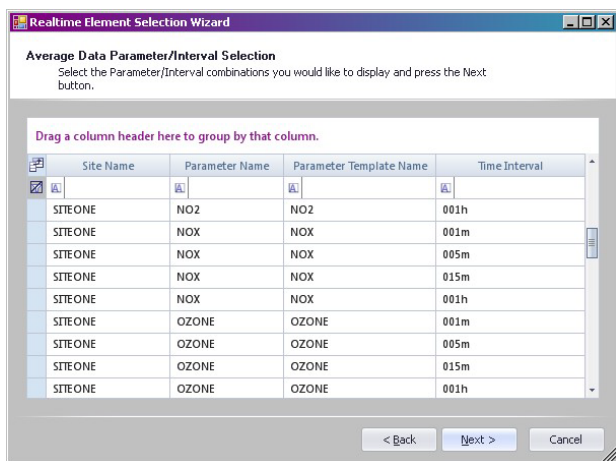 Realtime Element Selection Wizard
Average Data Parameter/Interval Selection
Select the Parameter/Interval combinations you would like to display and press the Next
button.
Drag a column header here to group by that column.
Site Name Parameter Name Parameter Template Name Time Interval
A A A A
SITEONE NO2 NO2 001h
SITEONE NOX NOX 001m
SITEONE NOX NOX 005m
SITEONE NOX NOX 015m
SITEONE NOX NOX 001h
SITEONE OZONE OZONE 001m
SITEONE OZONE OZONE 005m
SITEONE OZONE OZONE 015m
SITEONE OZONE OZONE 001h
< Back Next > Cancel